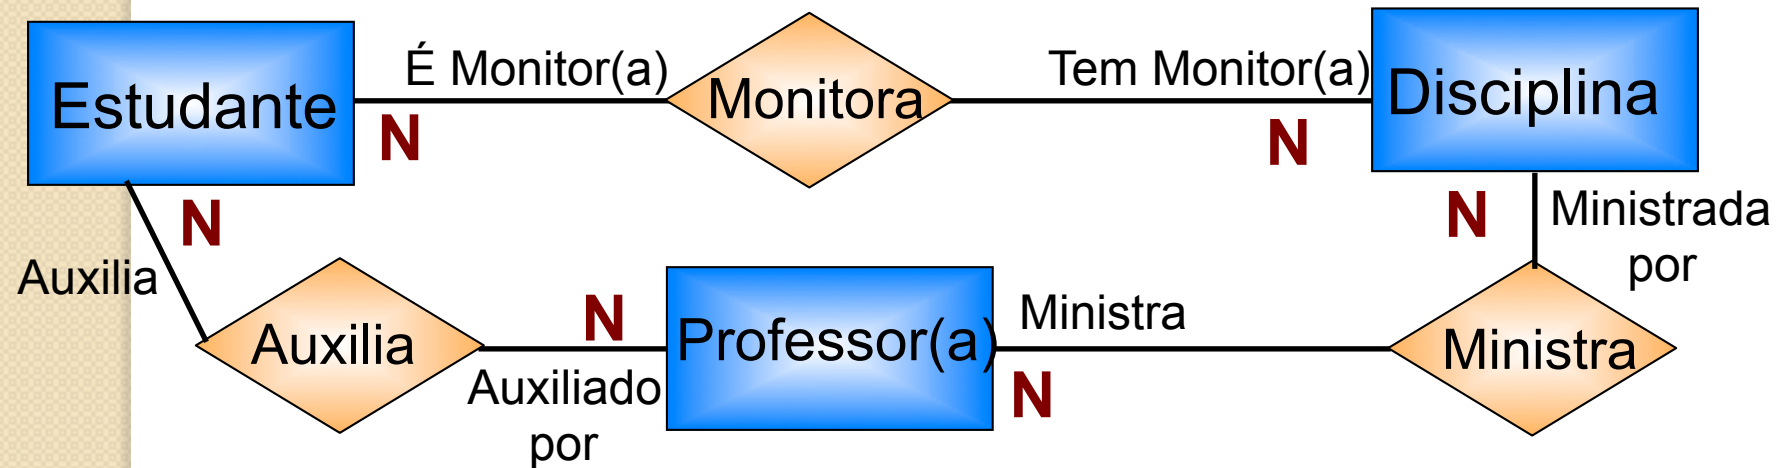 É Monitor(a)
Tem Monitor(a)
Estudante
Monitora
Disciplina
N
N
N
N
Ministrada
por
Auxilia
N
Ministra
Auxilia
Professor(a)
Ministra
Auxiliado
por
N